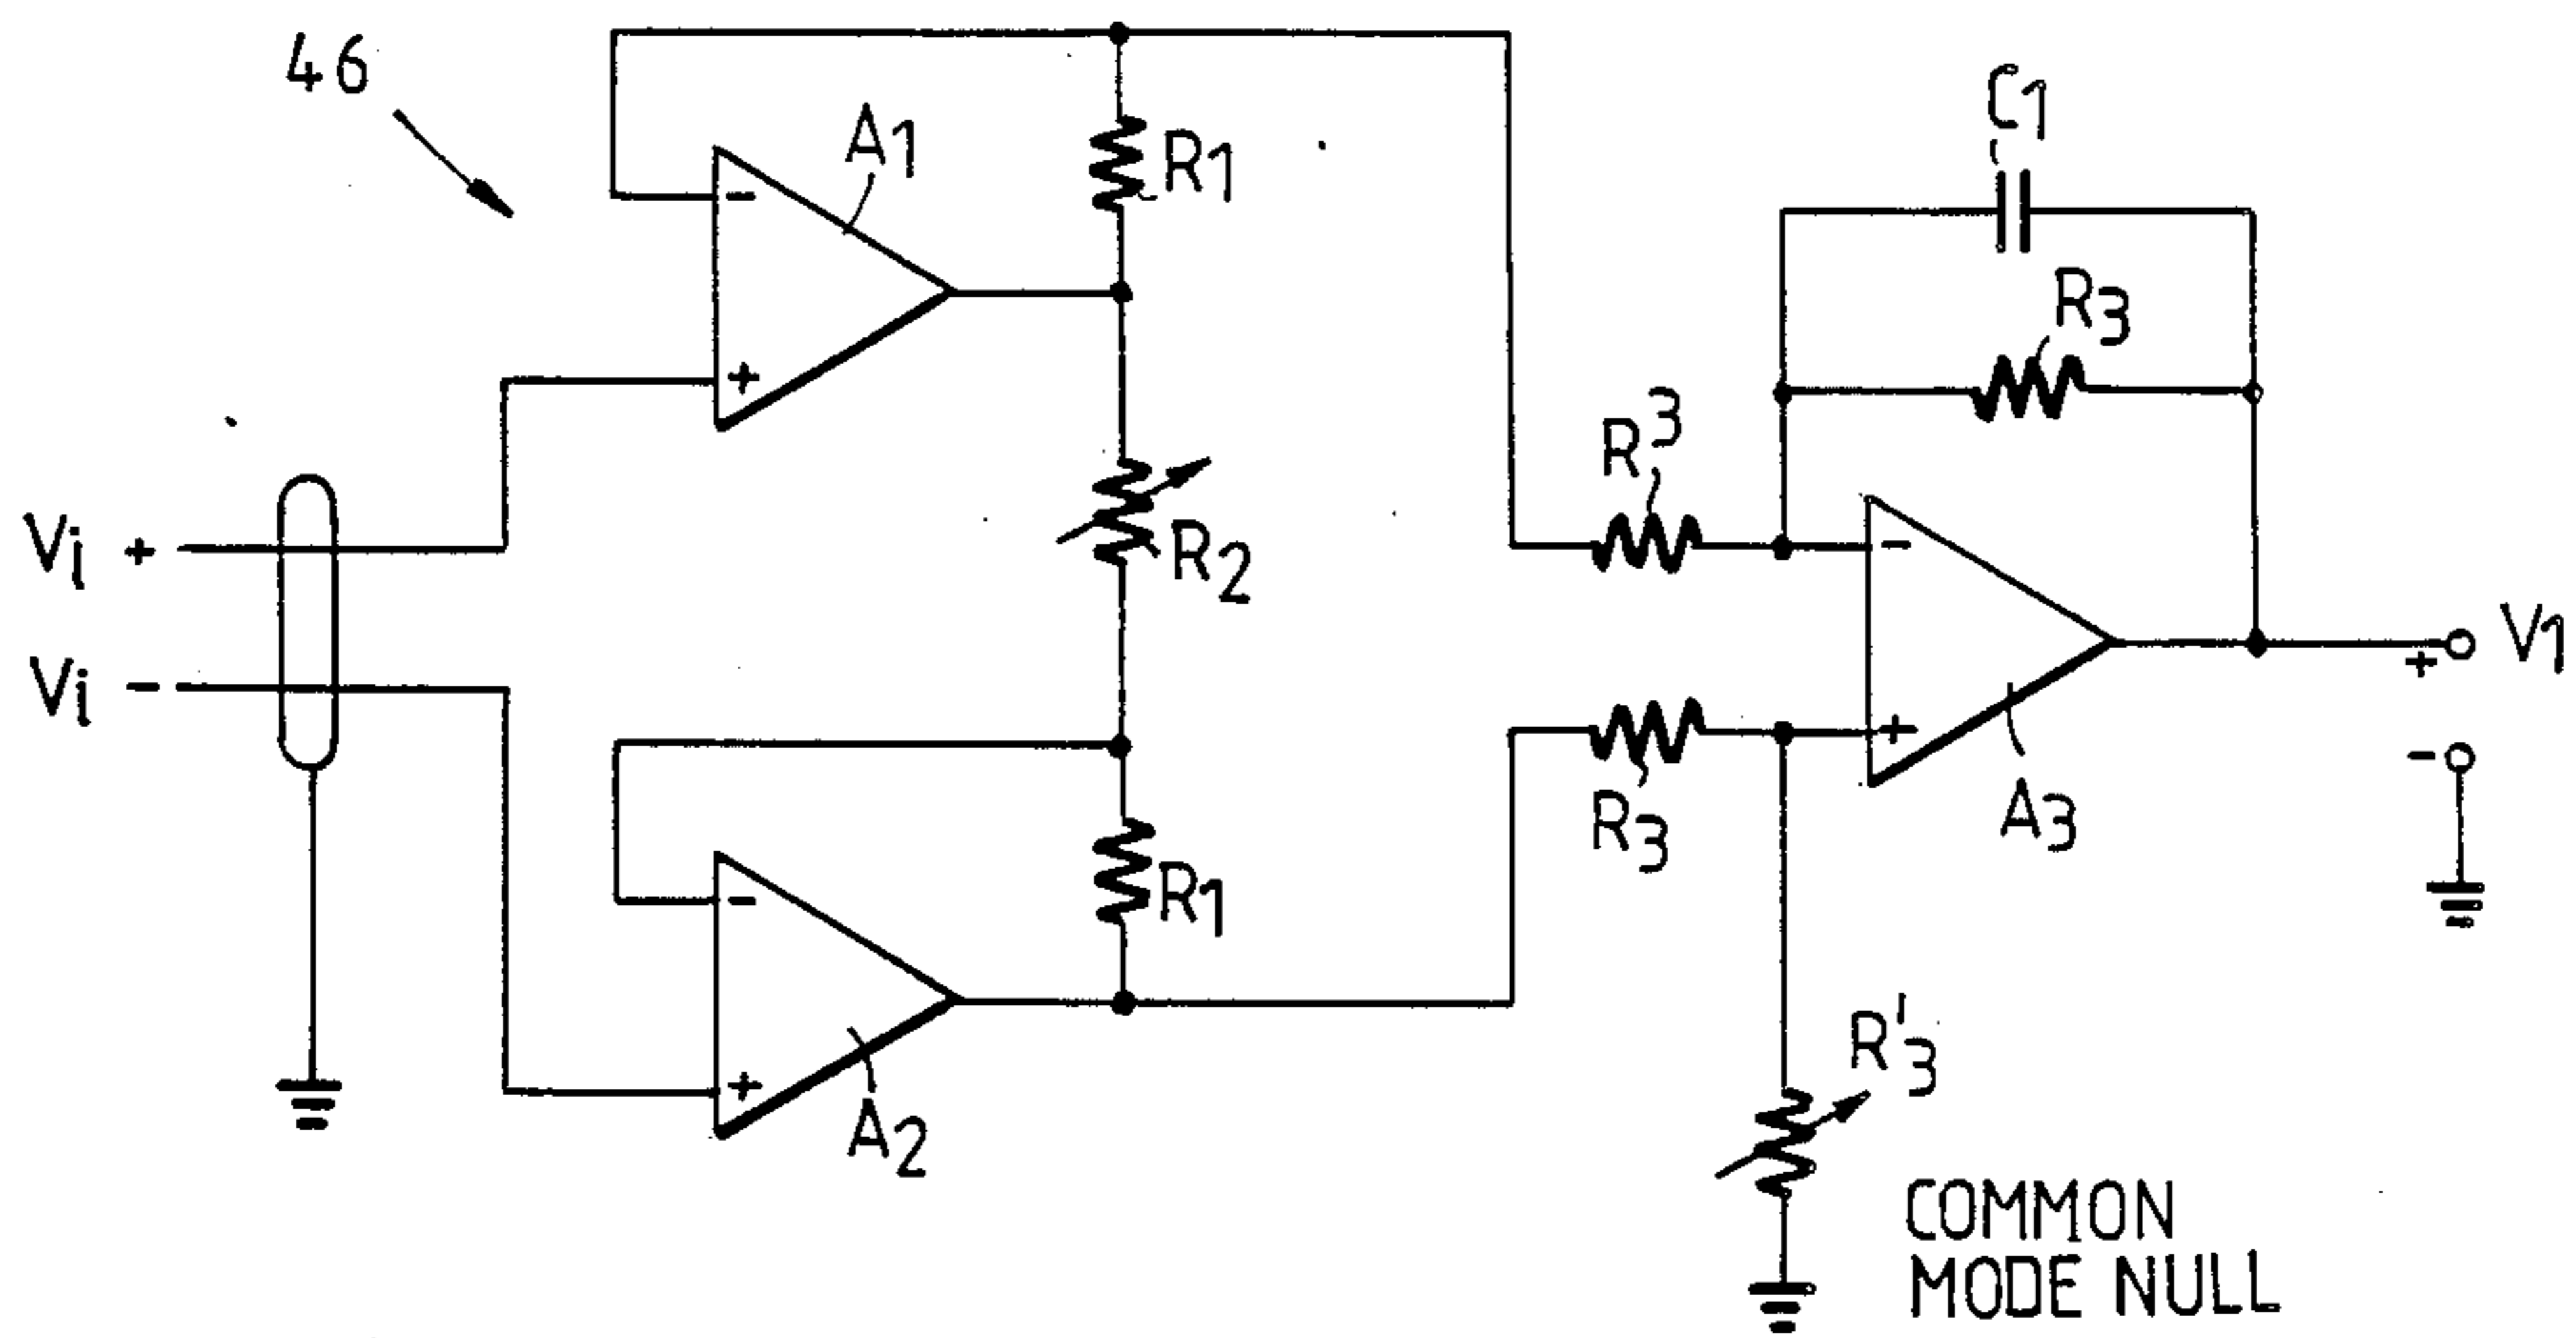 46
A1
R1
C1
R3
R3
Vi +
R2
Vi -
V1
+
-
R3
A3
R1
A2
R'3
COMMON
MODE NULL
-
+
-
+
-
+